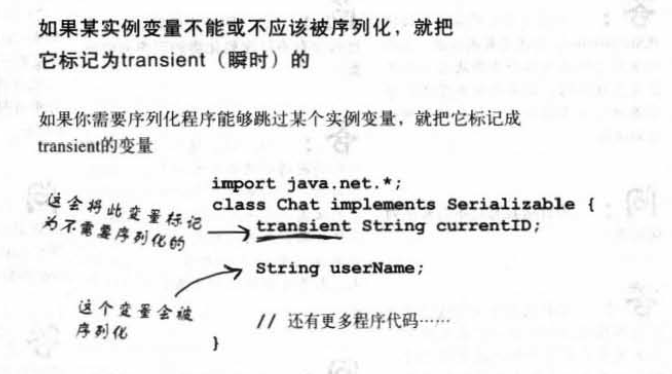 如果某实例变量不能或不应该被序列化，就把
它标记为transient（瞬时）的
如果你需要序列化程序能够跳过某个实例变量，就把它标记成
transient的变量
import java.net.*;
class Chat implements Serializable {
这会将此变量标记
为不需要序列化的
transient String currentID;
String userName;
这个变量会被
序列化
// 还有更多程序代码……
}